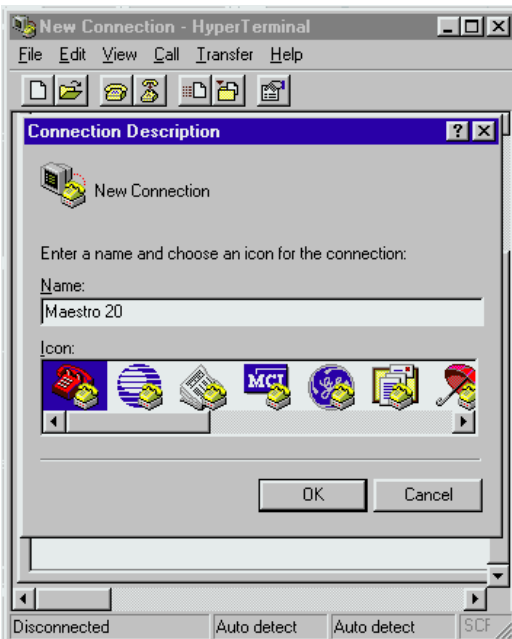 New Connection - HyperTerminal
File Edit View Call Transfer Help
Connection Description
New Connection
Enter a name and choose an icon for the connection:
Name:
Maestro 20
Icon:
MCI
OK Cancel
Disconnected Auto detect Auto detect SCF